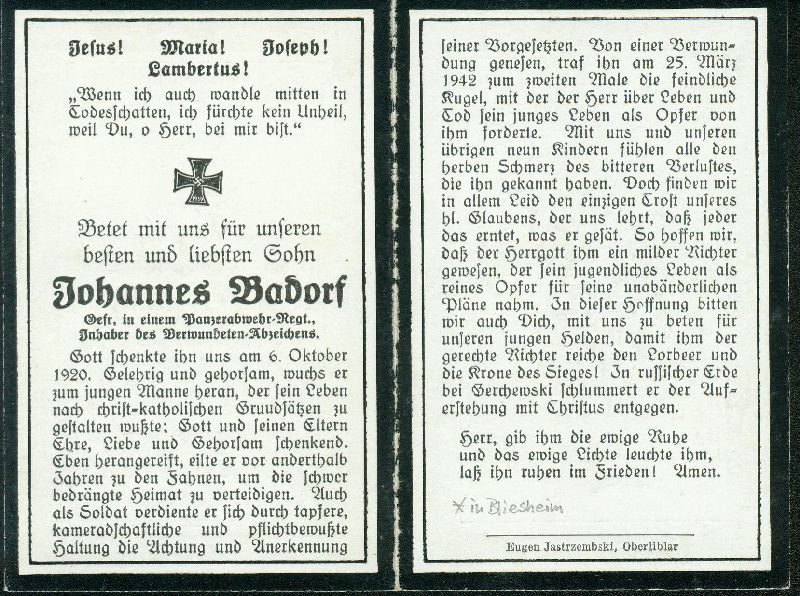 Jesus! Maria! Joseph!
Lambertus!
„Wenn ich auch wandle mitten in
Todesschatten, ich fürchte kein Unheil,
weil Du, o Herr, bei mir bist.“
Betet mit uns für unseren
besten und liebsten Sohn
Johannes Badorf
Gefr. in einem Panzerabwehr-Regt.,
Inhaber des Verwundeten-Abzeichens.
Gott schenkte ihn uns am 6. Oktober
1920. Gelehrig und gehorsam, wuchs er
zum jungen Manne heran, der sein Leben
nach christ-katholischen Gruudsätzen zu
gestalten wußte; Gott und seinen Eltern
Ehre, Liebe und Gehorsam schenkend.
Eben herangereift, eilte er vor anderthalb
Jahren zu den Fahnen, um die schwer
bedrängte Heimat zu verteidigen. Auch
als Soldat verdiente er sich durch tapfere,
kameradschaftliche und pflichtbewußte
Haltung die Achtung und Anerkennung
seiner Vorgesetzten. Von einer Verwun-
dung genesen, traf ihn am 25. März
1942 zum zweiten Male die feindliche
Kugel, mit der der Herr über Leben und
Tod sein junges Leben als Opfer von
ihm forderte. Mit uns und unseren
übrigen neun Kindern fühlen alle den
herben Schmerz des bitteren Verlustes,
die ihn gekannt haben. Doch finden wir
in allem Leid den einzigen Trost unseres
hl. Glaubens, der uns lehrt, daß jeder
das erntet, was er gesät. So hoffen wir,
daß der Herrgott ihm ein milder Richter
gewesen, der sein jugendliches Leben als
reines Opfer für seine unabänderlichen
Pläne nahm. In dieser Hoffnung bitten
wir auch Dich, mit uns zu beten für
unseren jungen Helden, damit ihm der
gerechte Richter reiche den Lorbeer und
die Krone des Sieges! In russischer Erde
bei Gerchewski schlummert er der Auf-
erstehung mit Christus entgegen.
Herr, gib ihm die ewige Ruhe
und das ewige Lichte leuchte ihm,
laß ihn ruhen im Frieden! Amen.
* in Bliesheim
Eugen Jastrzembski, Oberliblar